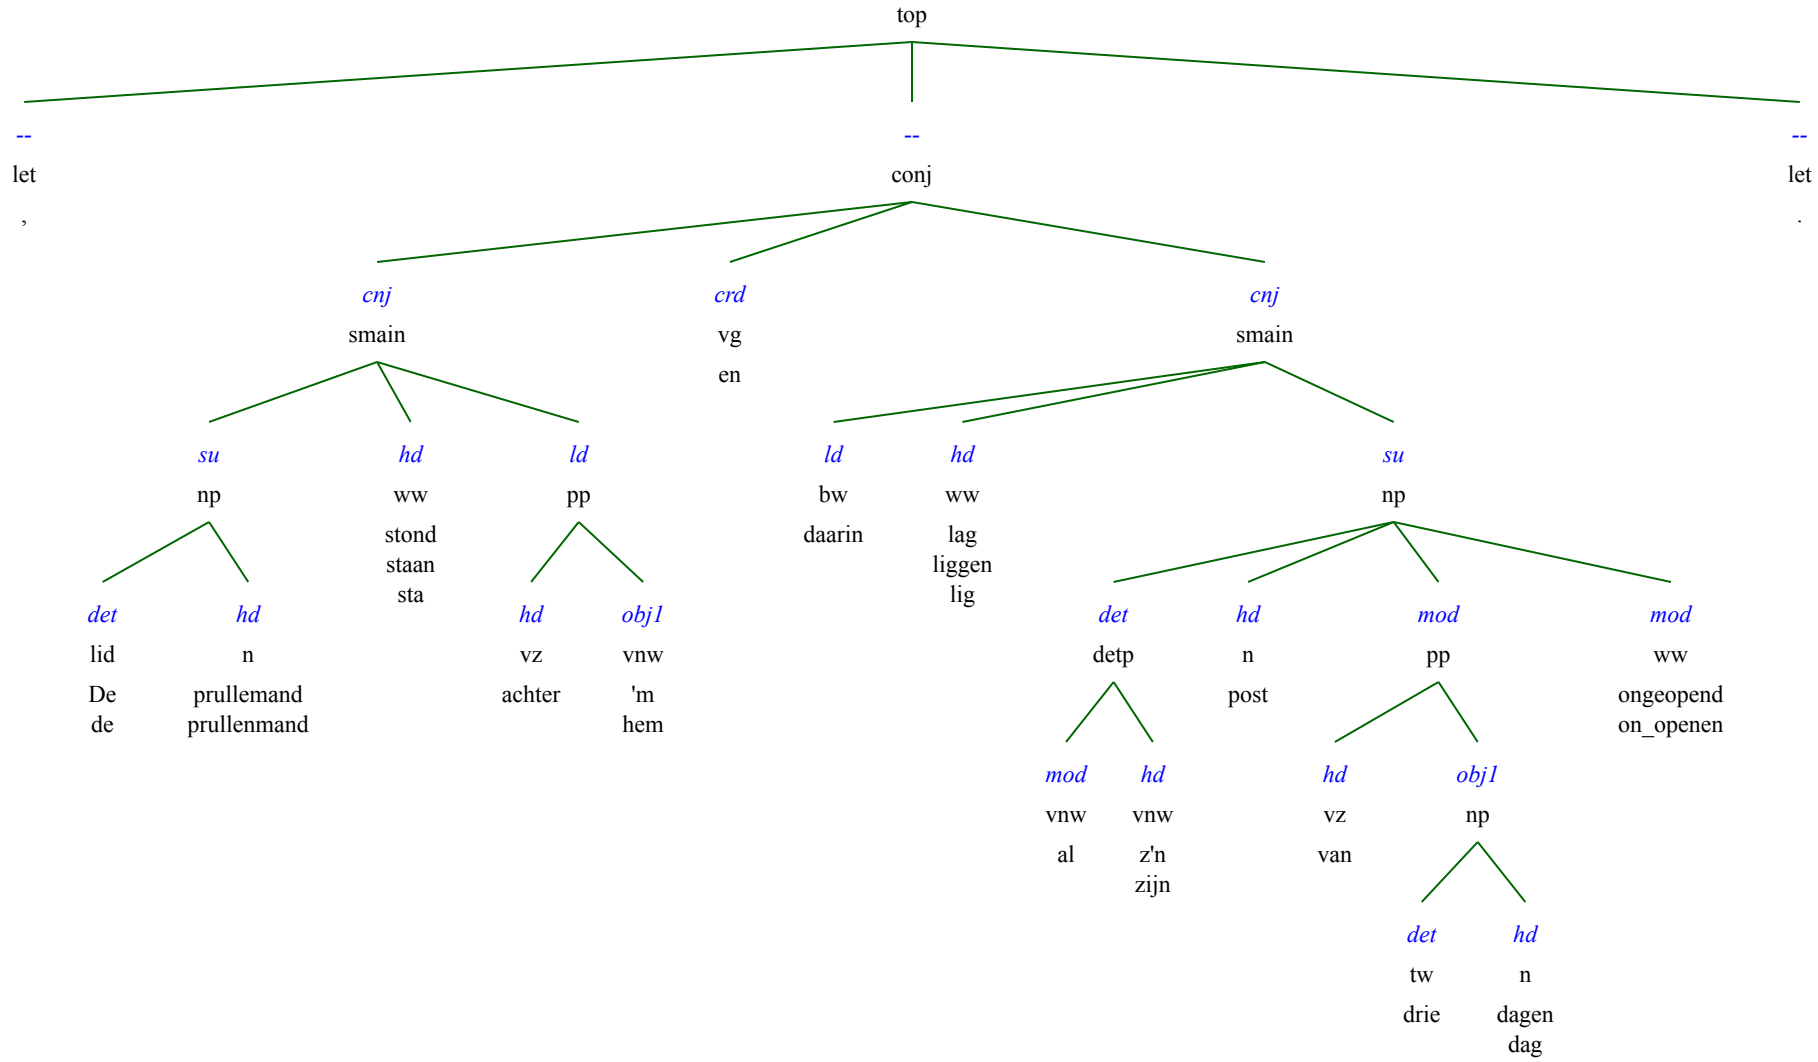 top
-- -- --
let conj let
, .
cnj crd cnj
smain vg smain
en
su hd ld ld hd su
np ww pp bw ww np
stond daarin lag
staan liggen
sta lig
det hd hd obj1 det hd mod mod
lid n vz vnw detp n pp ww
De prullemand achter 'm post ongeopend
de prullenmand hem on_openen
mod hd hd obj1
vnw vnw vz np
al z'n van
zijn
det hd
tw n
drie dagen
dag